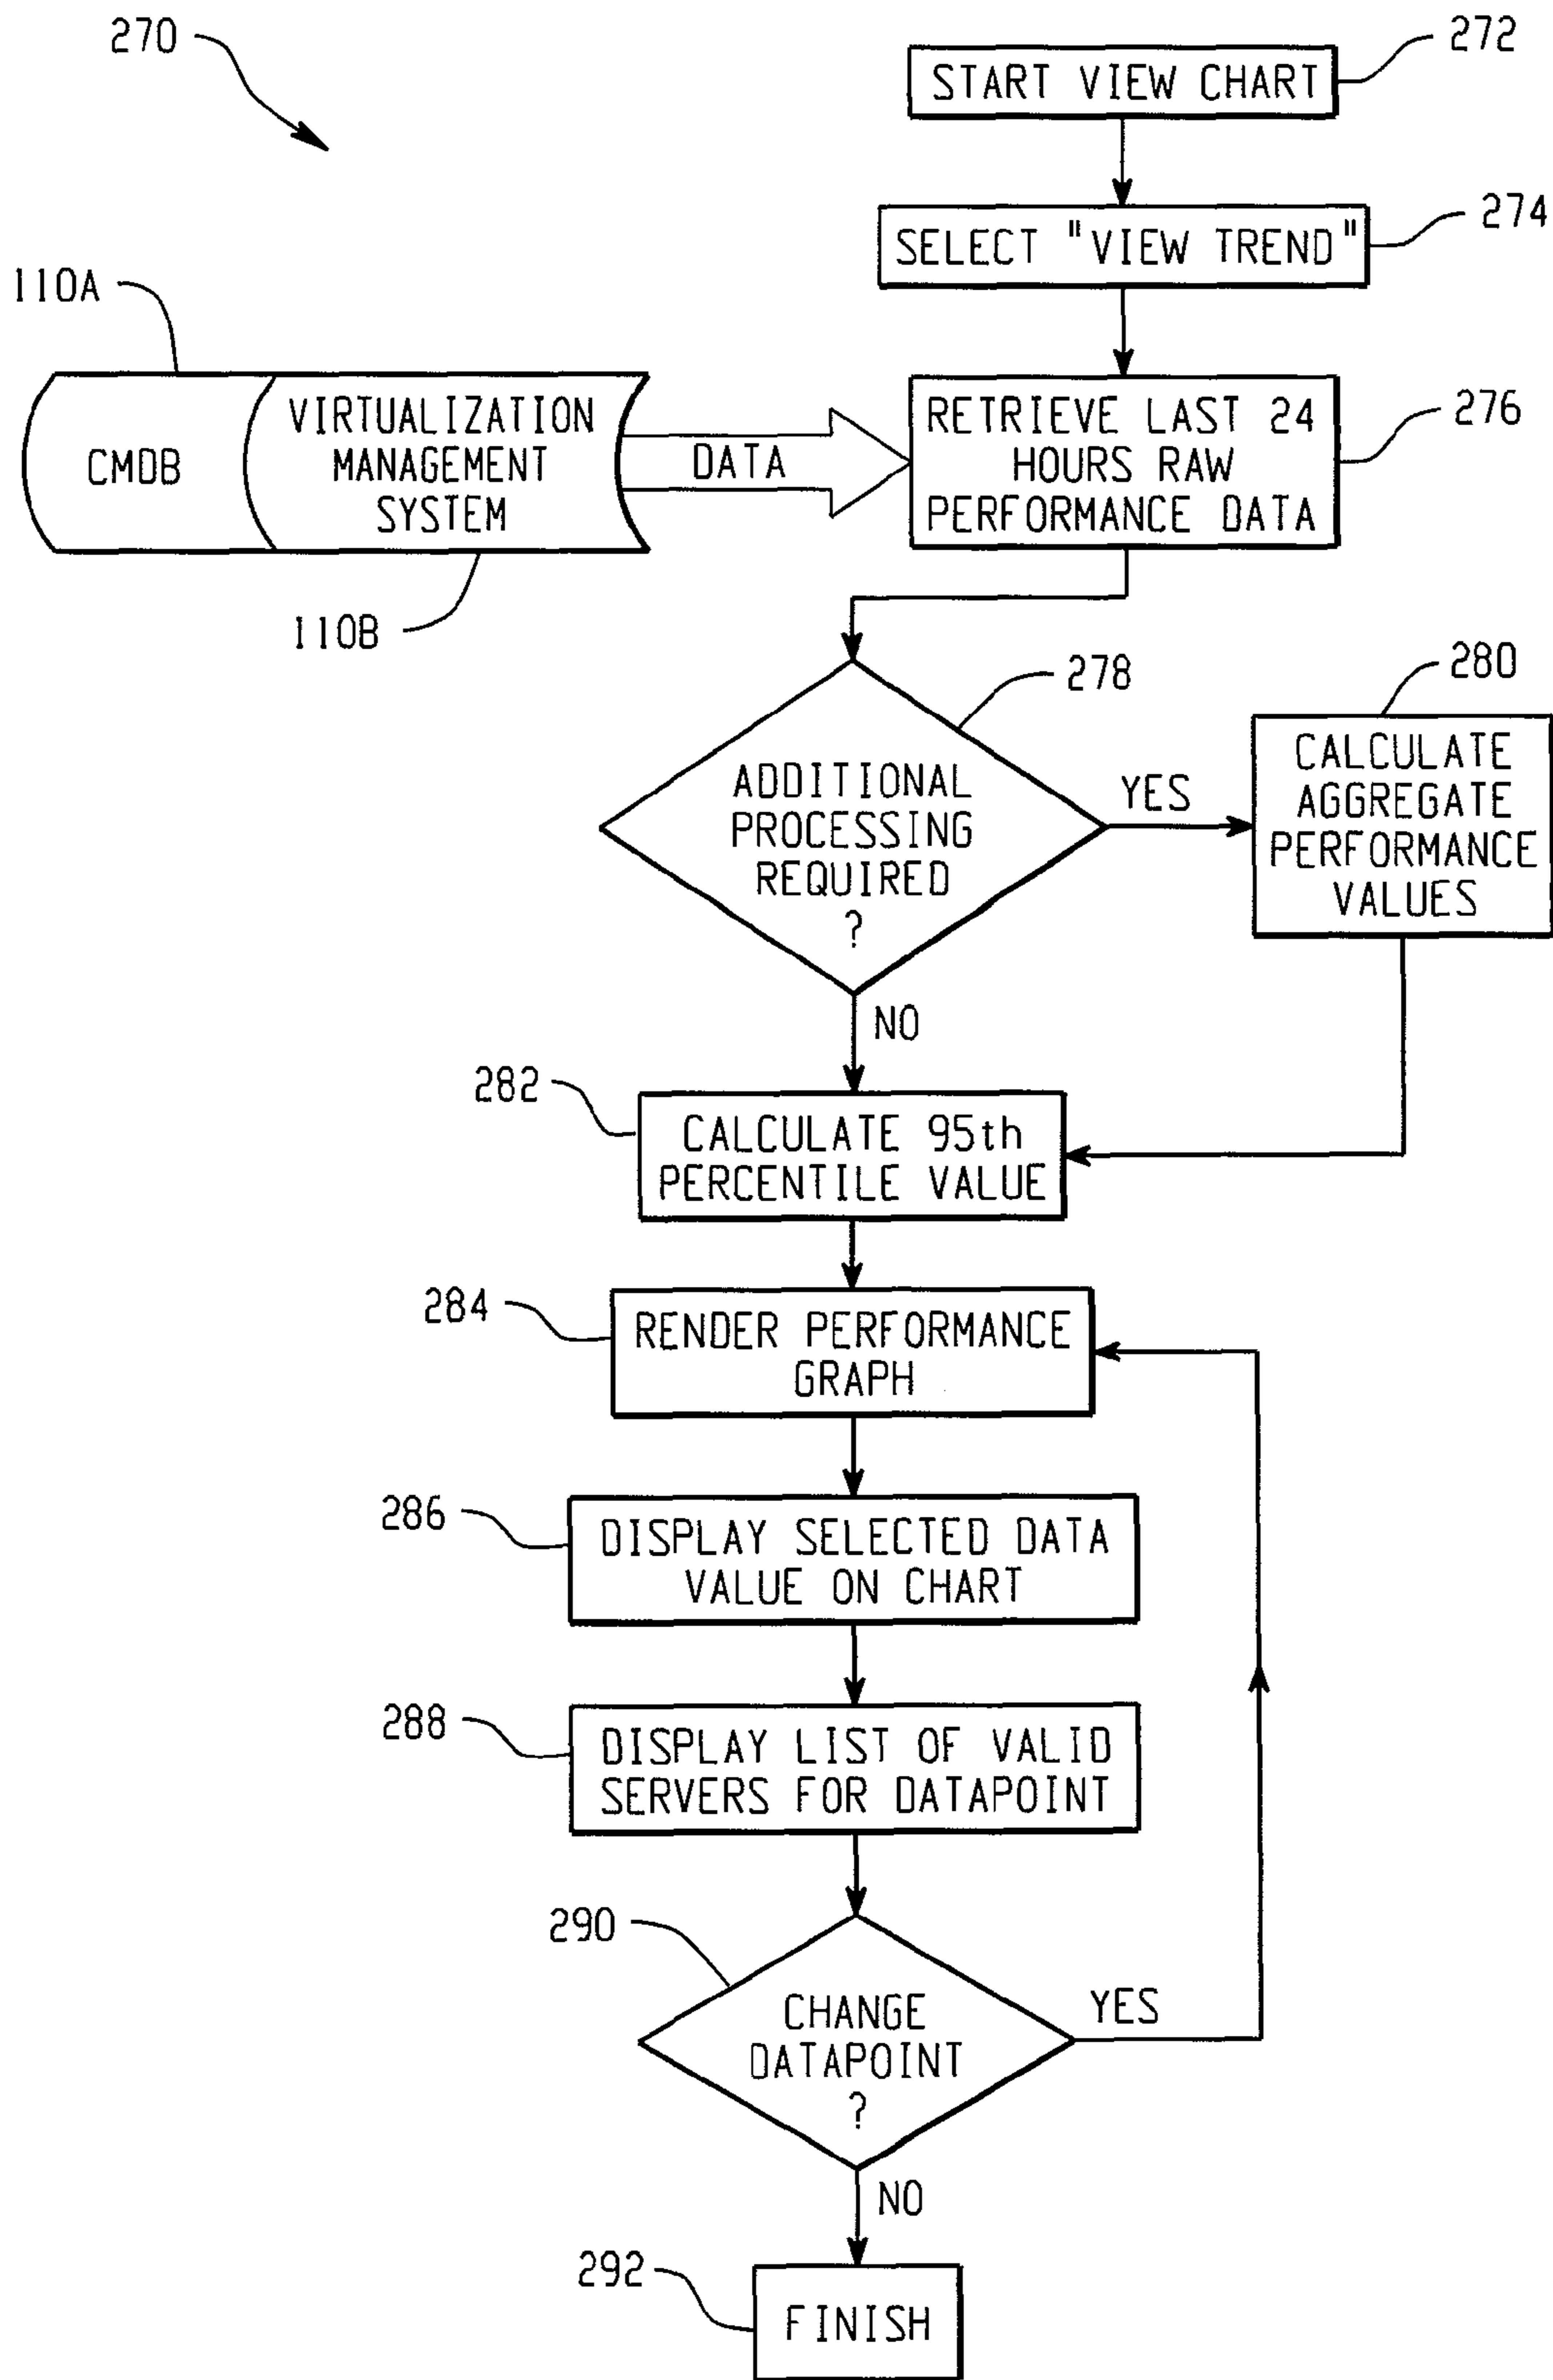 270
272
START VIEW CHART
274
SELECT "VIEW TREND"
110A
CMDB
VIRTUALIZATION
MANAGEMENT
SYSTEM
110B
DATA
276
RETRIEVE LAST 24
HOURS RAW
PERFORMANCE DATA
278
ADDITIONAL
PROCESSING
REQUIRED
?
YES
280
CALCULATE
AGGREGATE
PERFORMANCE
VALUES
NO
282
CALCULATE 95th
PERCENTILE VALUE
284
RENDER PERFORMANCE
GRAPH
286
DISPLAY SELECTED DATA
VALUE ON CHART
288
DISPLAY LIST OF VALID
SERVERS FOR DATAPOINT
290
CHANGE
DATAPOINT
?
YES
NO
292
FINISH